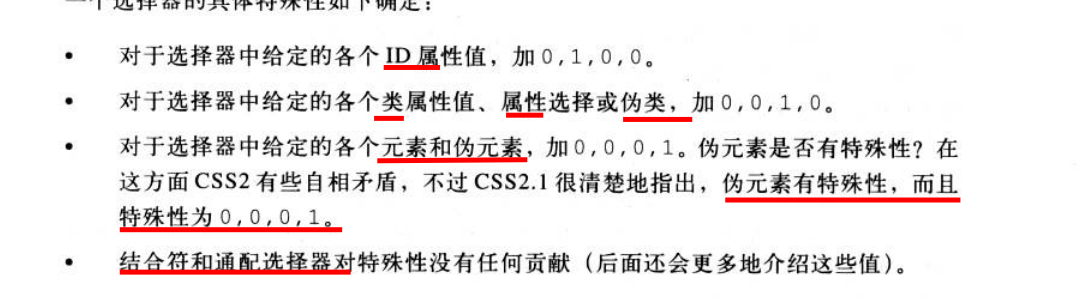 一个选择器的具体特殊性如下确定：
• 对于选择器中给定的各个 ID 属性值，加 0,1,0,0。
• 对于选择器中给定的各个类属性值、属性选择或伪类，加 0,0,1,0。
• 对于选择器中给定的各个元素和伪元素，加 0,0,0,1。伪元素是否有特殊性？在
这方面 CSS2 有些自相矛盾，不过 CSS2.1 很清楚地指出，伪元素有特殊性，而且
特殊性为 0,0,0,1。
• 结合符和通配选择器对特殊性没有任何贡献（后面还会更多地介绍这些值）。